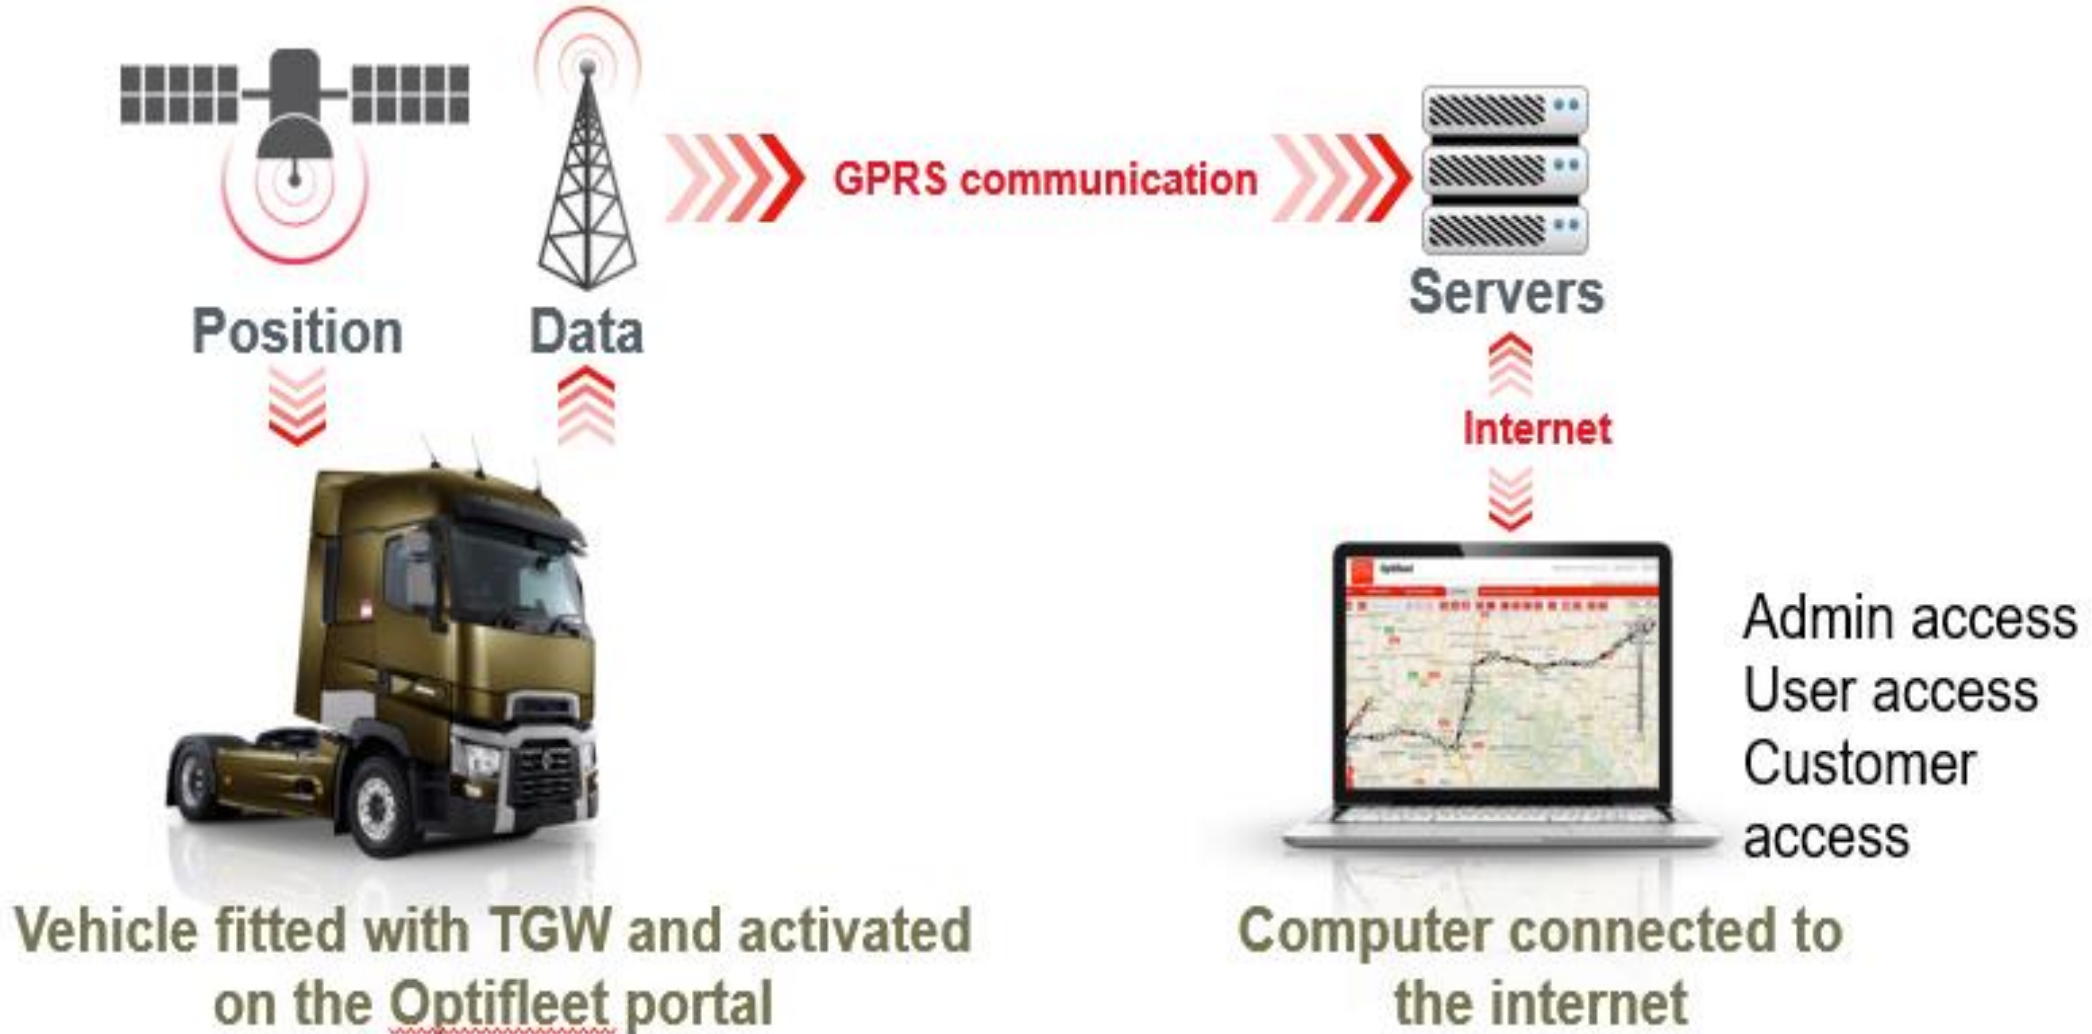 GPRS communication
Servers
Position
Data
Internet
Optifleet
Admin access
User access
Customer
access
Vehicle fitted with TGW and activated
on the Optifleet portal
Computer connected to
the internet